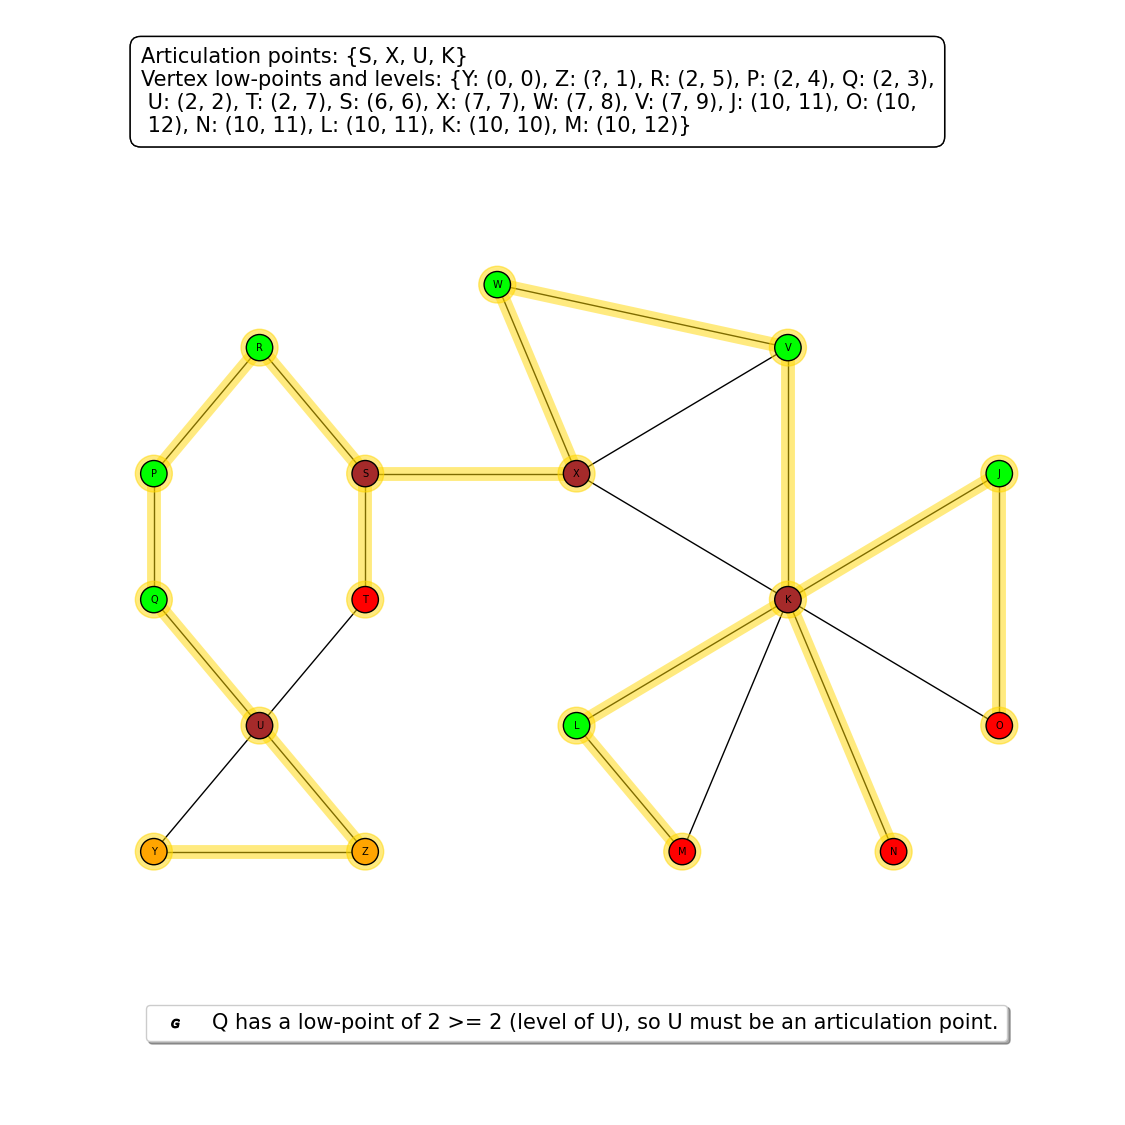 Articulation points: {S, X, U, K}
Vertex low-points and levels: {Y: (0, 0), Z: (?, 1), R: (2, 5), P: (2, 4), Q: (2, 3),
U: (2, 2), T: (2, 7), S: (6, 6), X: (7, 7), W: (7, 8), V: (7, 9), J: (10, 11), O: (10,
12), N: (10, 11), L: (10, 11), K: (10, 10), M: (10, 12)}
W
R
V
P
S
X
J
Q
T
K
U
L
O
Y
Z
M
N
G Q has a low-point of 2 >= 2 (level of U), so U must be an articulation point.